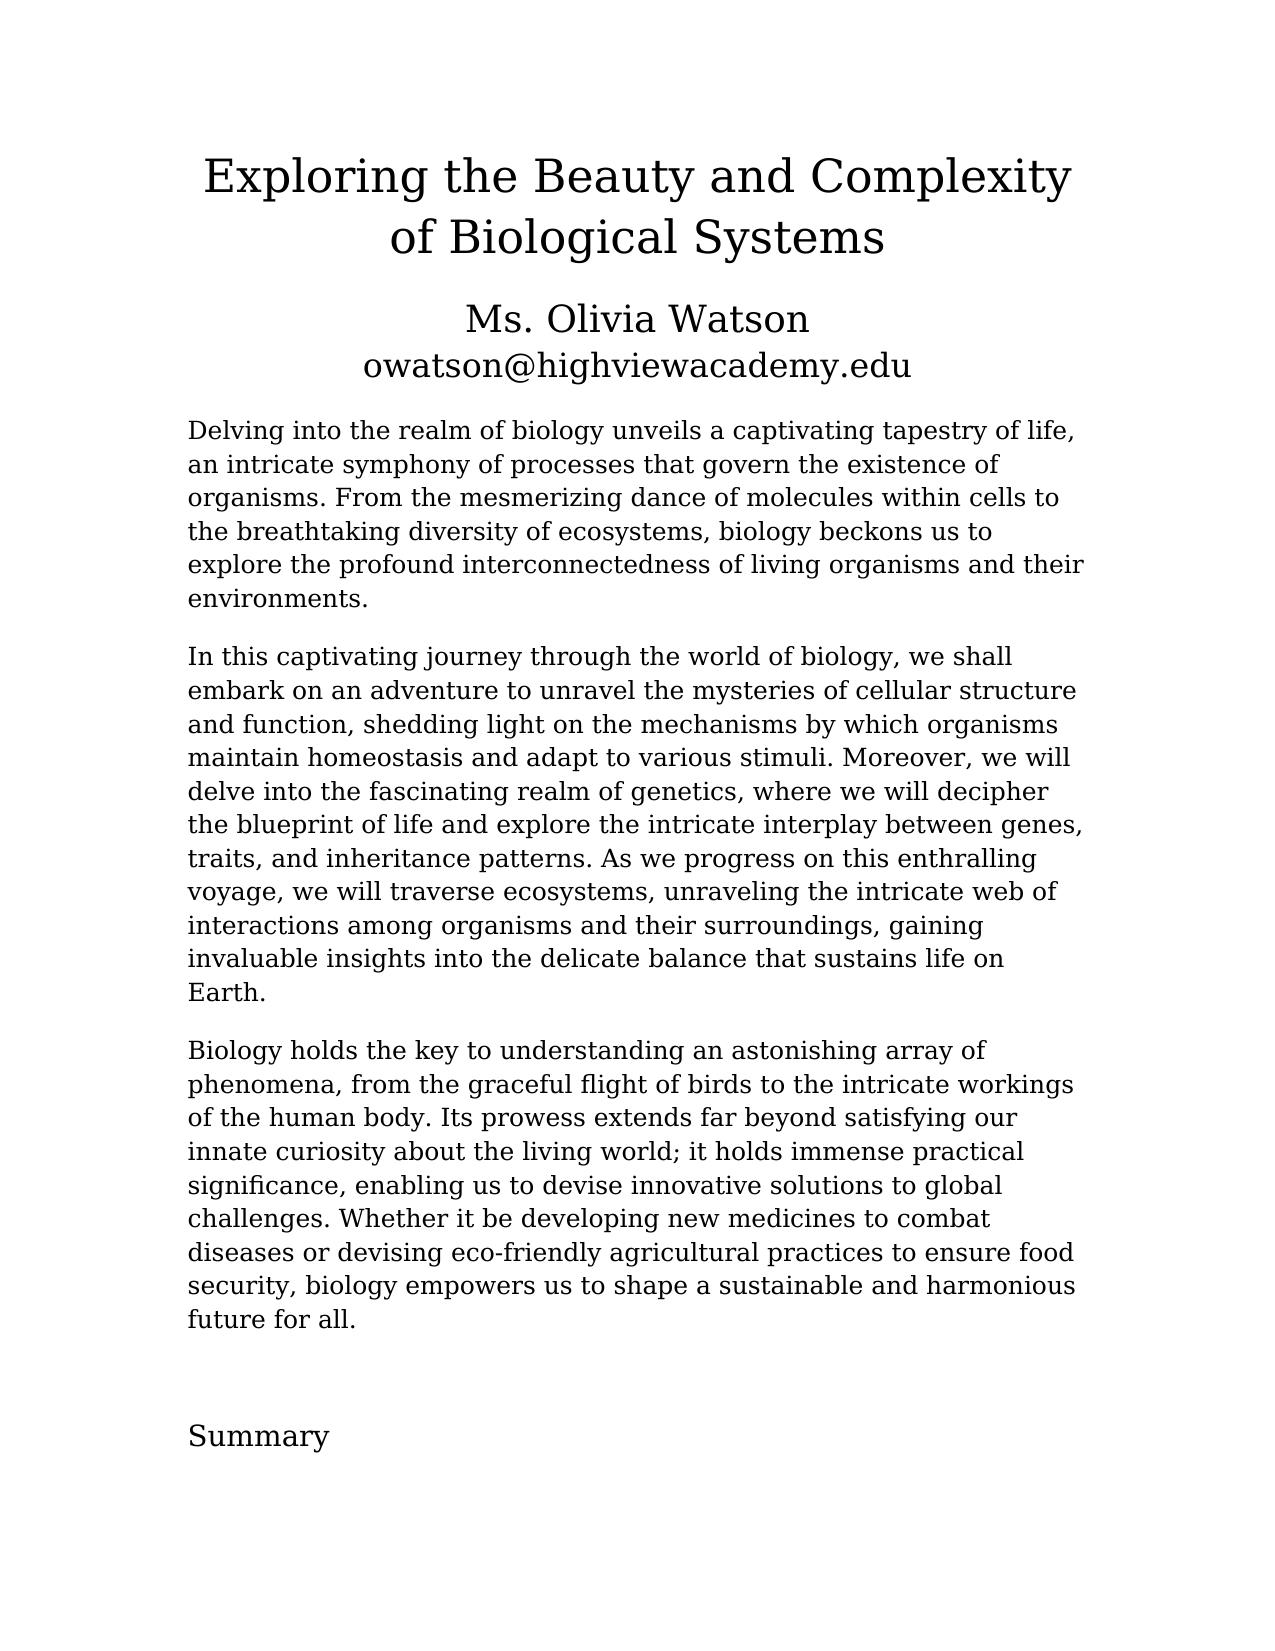 Exploring the Beauty and Complexity
of Biological Systems
Ms. Olivia Watson
owatson@highviewacademy.edu
Delving into the realm of biology unveils a captivating tapestry of life,
an intricate symphony of processes that govern the existence of
organisms. From the mesmerizing dance of molecules within cells to
the breathtaking diversity of ecosystems, biology beckons us to
explore the profound interconnectedness of living organisms and their
environments.
In this captivating journey through the world of biology, we shall
embark on an adventure to unravel the mysteries of cellular structure
and function, shedding light on the mechanisms by which organisms
maintain homeostasis and adapt to various stimuli. Moreover, we will
delve into the fascinating realm of genetics, where we will decipher
the blueprint of life and explore the intricate interplay between genes,
traits, and inheritance patterns. As we progress on this enthralling
voyage, we will traverse ecosystems, unraveling the intricate web of
interactions among organisms and their surroundings, gaining
invaluable insights into the delicate balance that sustains life on
Earth.
Biology holds the key to understanding an astonishing array of
phenomena, from the graceful flight of birds to the intricate workings
of the human body. Its prowess extends far beyond satisfying our
innate curiosity about the living world; it holds immense practical
significance, enabling us to devise innovative solutions to global
challenges. Whether it be developing new medicines to combat
diseases or devising eco-friendly agricultural practices to ensure food
security, biology empowers us to shape a sustainable and harmonious
future for all.
Summary